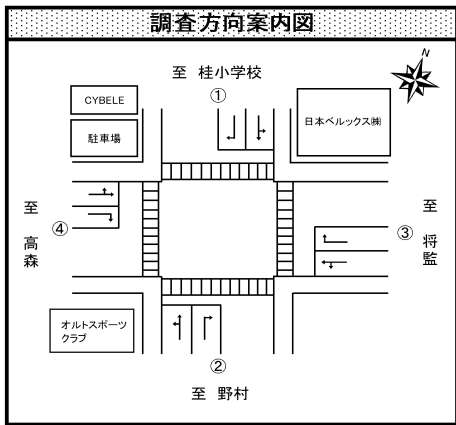 調査方向案内図
N
至 桂小学校
①
CYBELE
駐車場
日本ベルックス㈱
至 高森
④
③
至 将監
オルトスポーツ
クラブ
②
至 野村